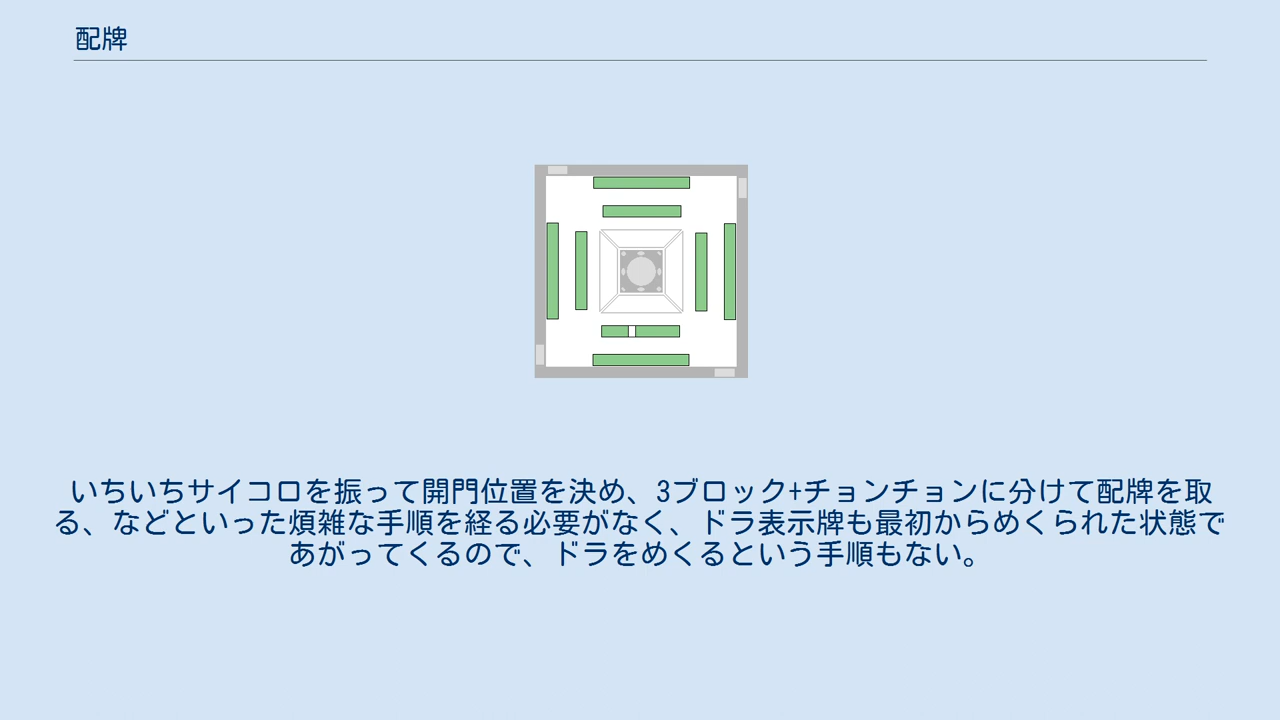 配牌
いちいちサイコロを振って開門位置を決め、3ブロック+チョンチョンに分けて配牌を取
る、などといった煩雑な手順を経る必要がなく、ドラ表示牌も最初からめくられた状態で
あがってくるので、ドラをめくるという手順もない。